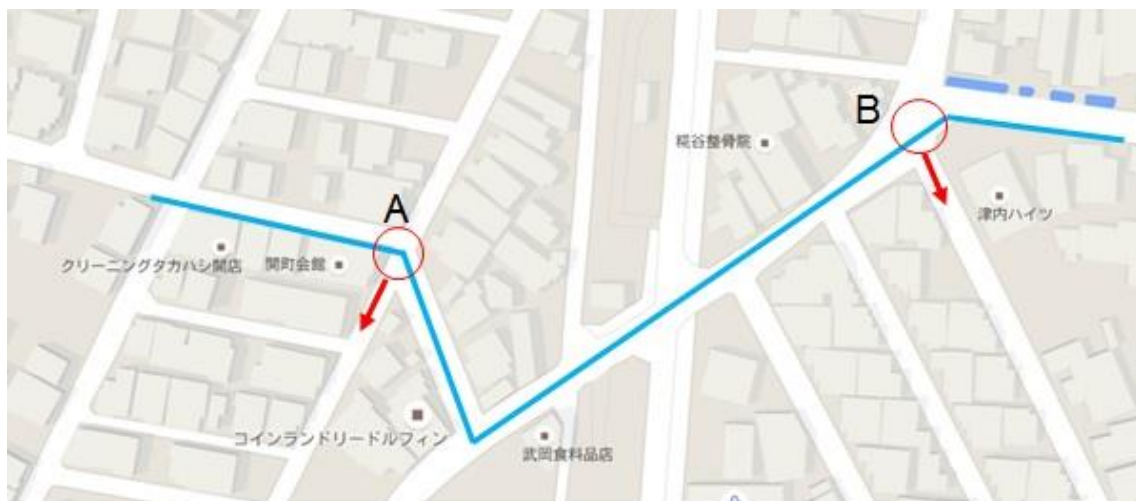 B
糀谷整骨院
津内ハイツ
A
クリーニングタカハシ関店
関町会館
コインランドリードルフィン
武岡食料品店